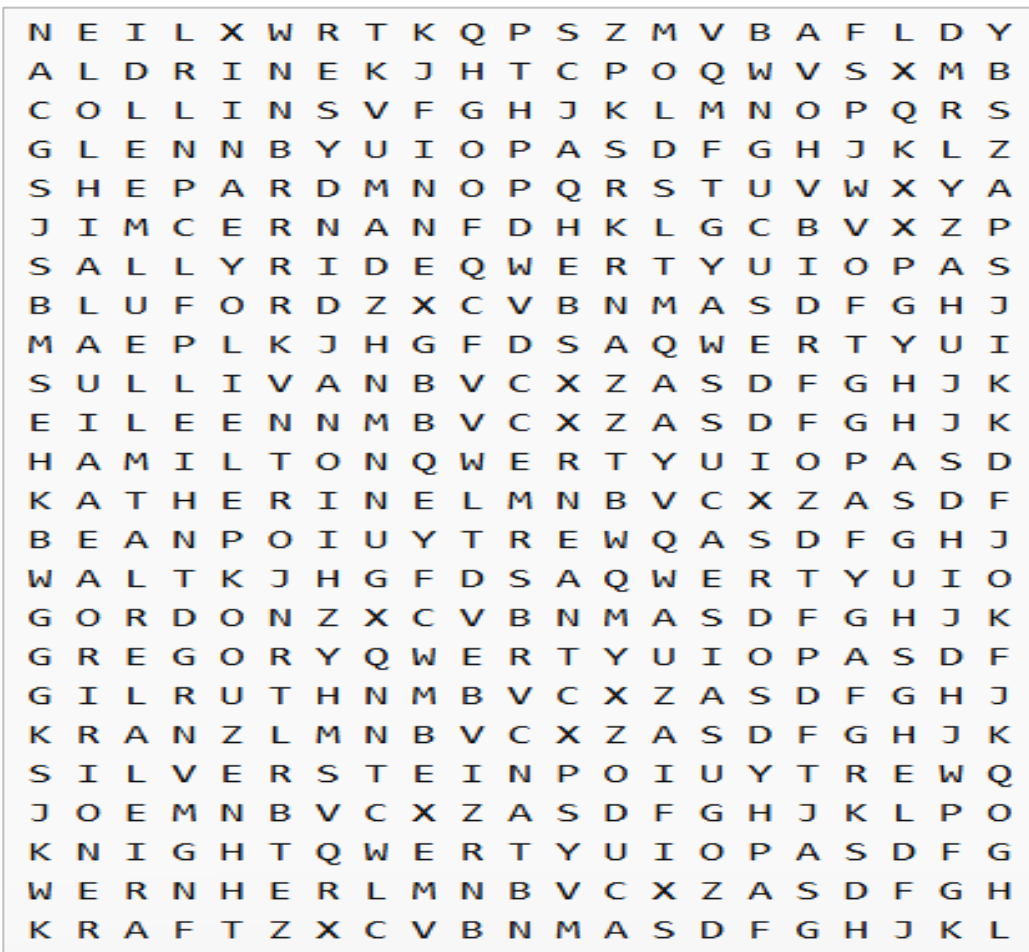 N E I L X W R T K Q P S Z M V B A F L D Y
A L D R I N E K J H T C P O Q W V S X M B
C O L L I N S V F G H J K L M N O P Q R S
G L E N N B Y U I O P A S D F G H J K L Z
S H E P A R D M N O P Q R S T U V W X Y A
J I M C E R N A N F D H K L G C B V X Z P
S A L L Y R I D E Q W E R T Y U I O P A S
B L U F O R D Z X C V B N M A S D F G H J
M A E P L K J H G F D S A Q W E R T Y U I
S U L L I V A N B V C X Z A S D F G H J K
E I L E E N N M B V C X Z A S D F G H J K
H A M I L T O N Q W E R T Y U I O P A S D
K A T H E R I N E L M N B V C X Z A S D F
B E A N P O I U Y T R E W Q A S D F G H J
W A L T K J H G F D S A Q W E R T Y U I O
G O R D O N Z X C V B N M A S D F G H J K
G R E G O R Y Q W E R T Y U I O P A S D F
G I L R U T H N M B V C X Z A S D F G H J
K R A N Z L M N B V C X Z A S D F G H J K
S I L V E R S T E I N P O I U Y T R E W Q
J O E M N B V C X Z A S D F G H J K L P O
K N I G H T Q W E R T Y U I O P A S D F G
W E R N H E R L M N B V C X Z A S D F G H
K R A F T Z X C V B N M A S D F G H J K L